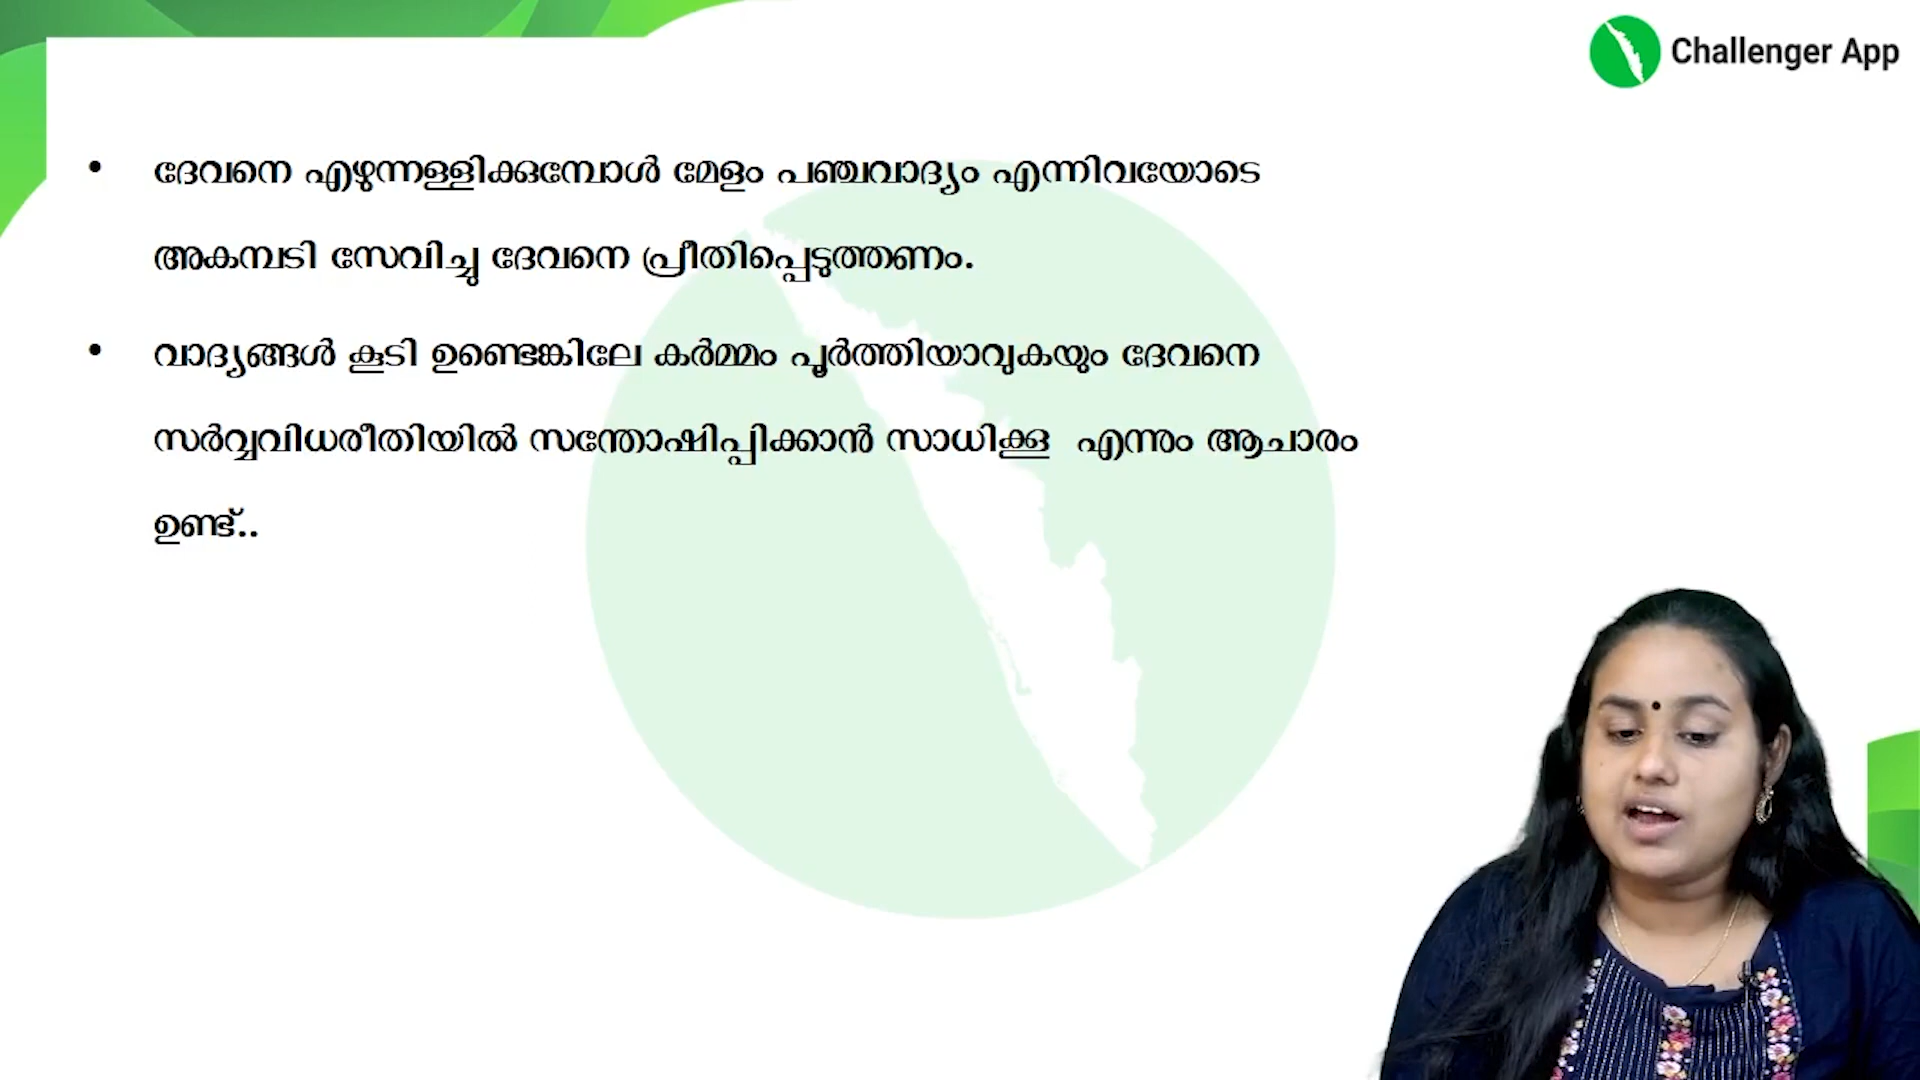 Challenger App
• ദേവനെ എഴുന്നള്ളിക്കുമ്പോൾ മേളം പഞ്ചവാദ്യം എന്നിവയോടെ
അകമ്പടി സേവിച്ചു ദേവനെ പ്രീതിപ്പെടുത്തണം.
• വാദ്യങ്ങൾ കൂടി ഉണ്ടെങ്കിലേ കർമ്മം പൂർത്തിയാവുകയും ദേവനെ
സർവ്വവിധരീതിയിൽ സന്തോഷിപ്പിക്കാൻ സാധിക്കൂ എന്നും ആചാരം
ഉണ്ട്..